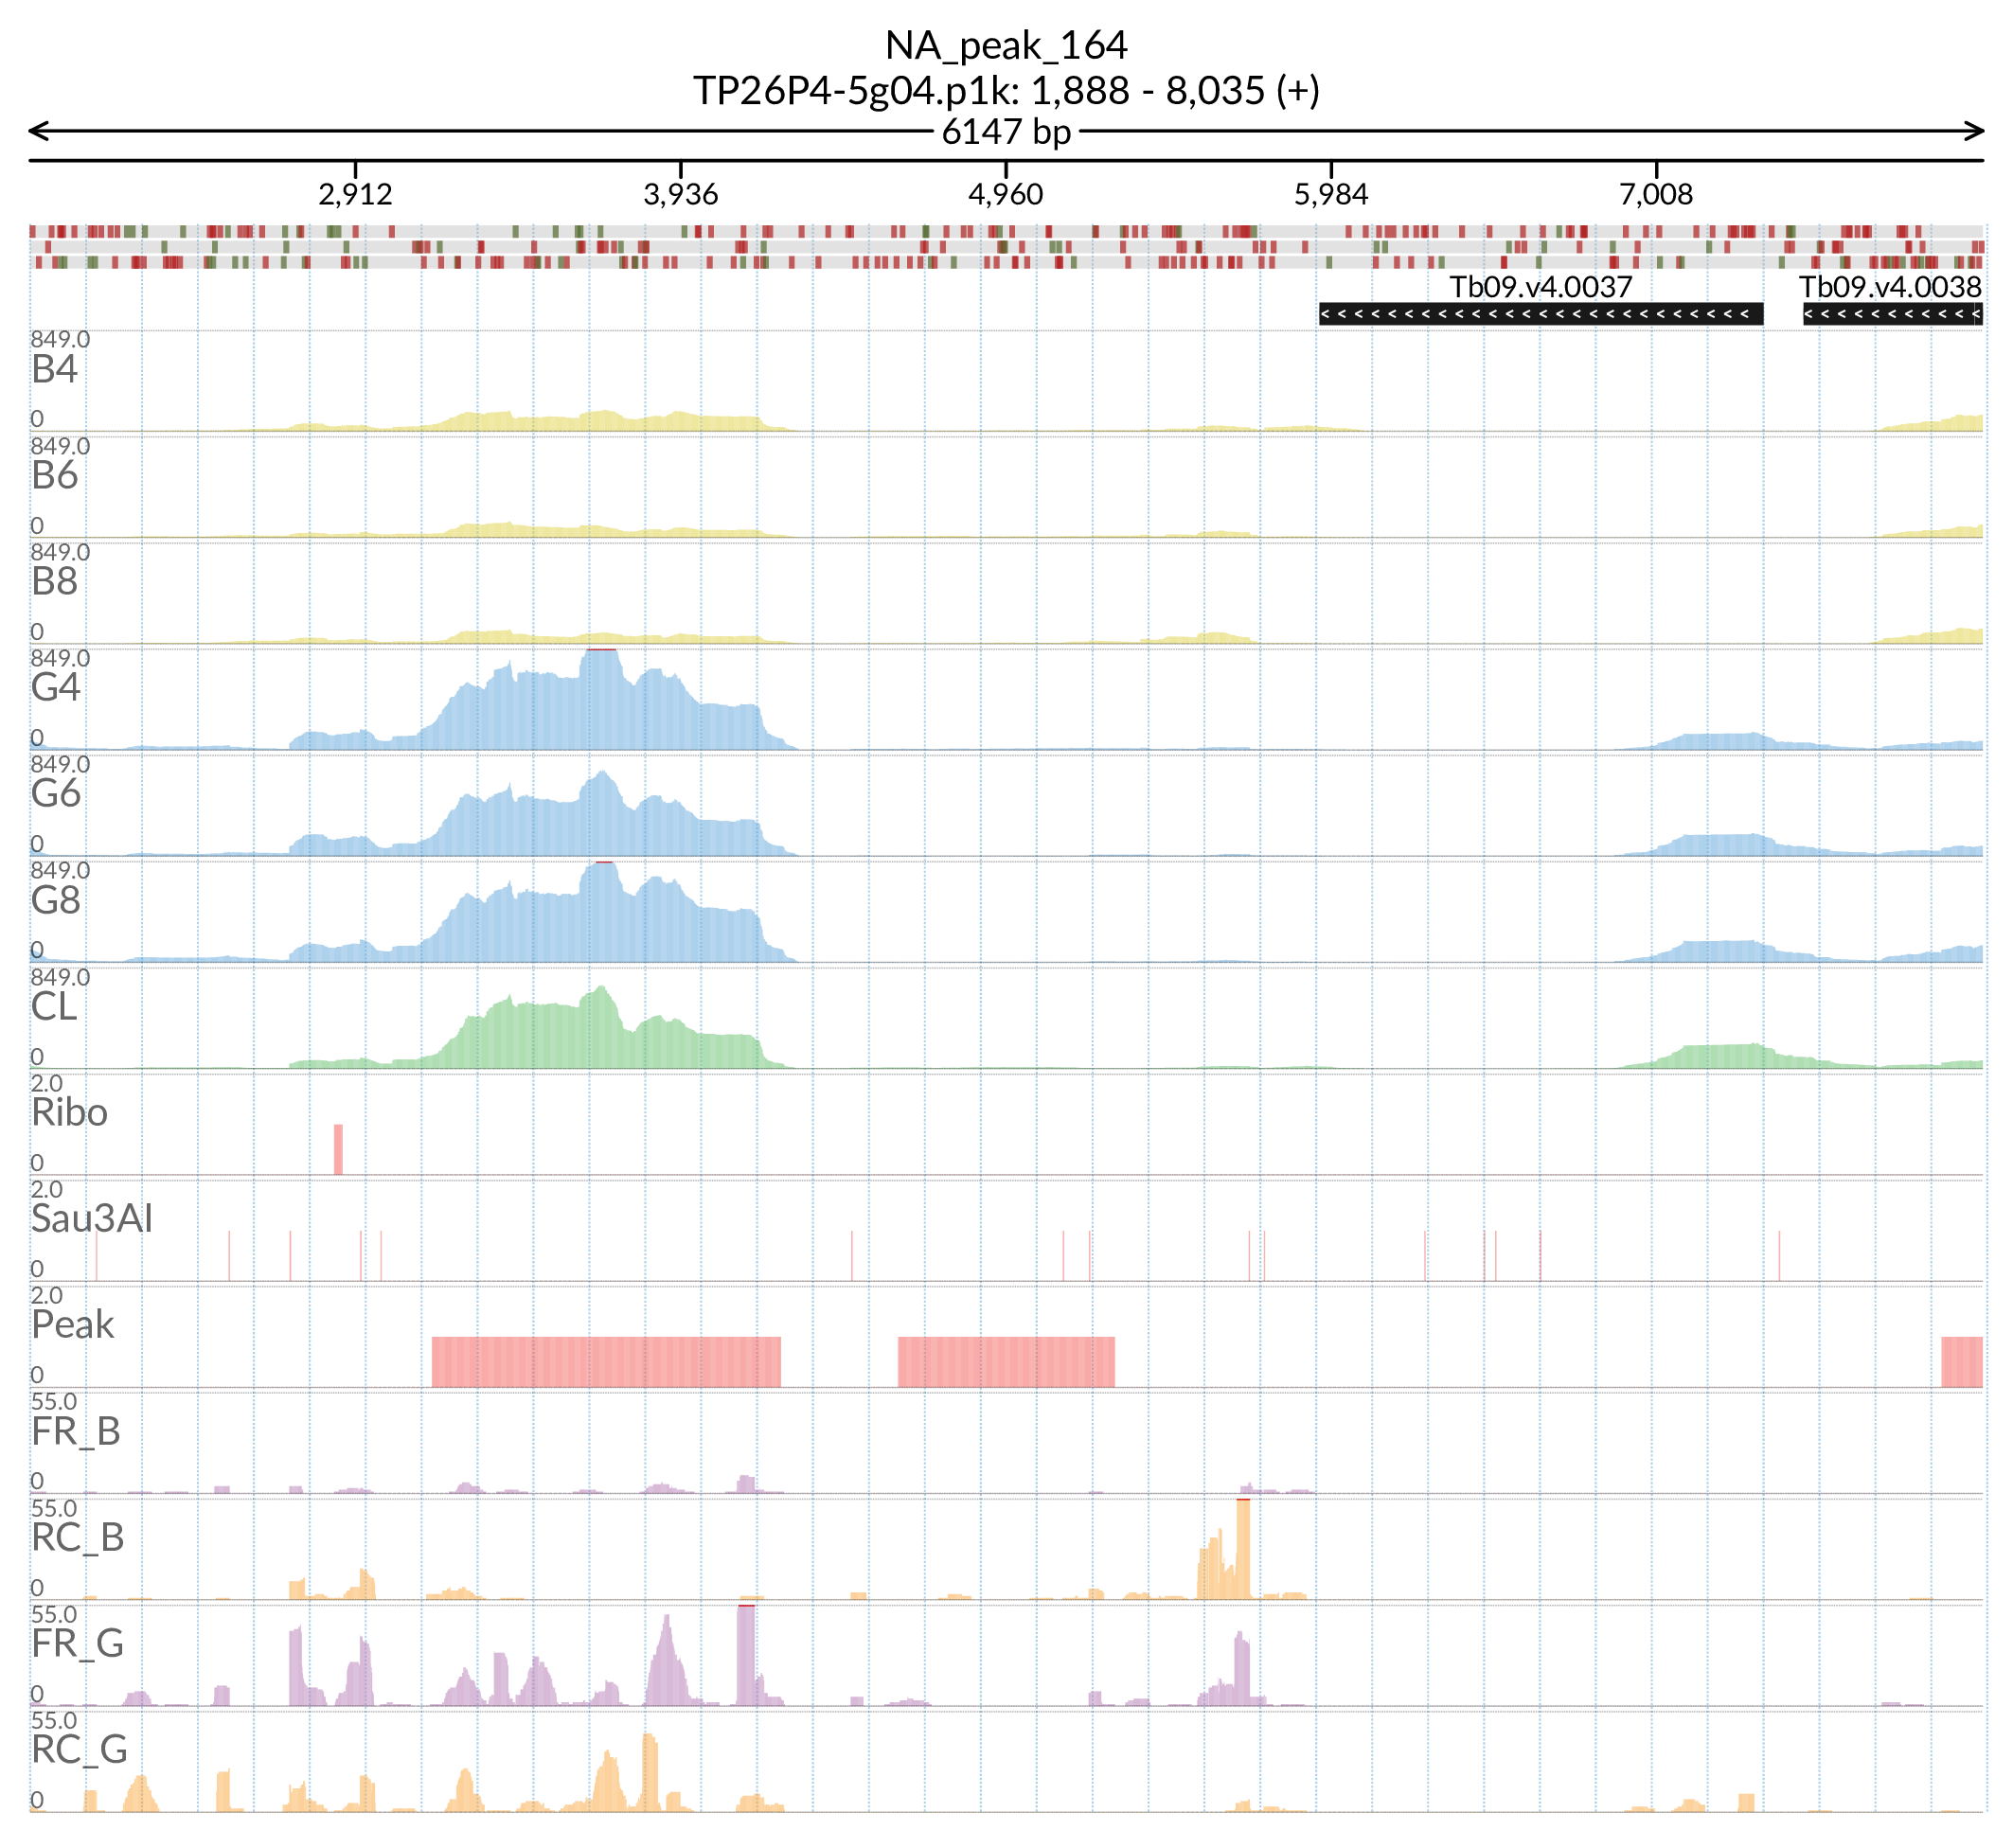 NA_peak_164
TP26P4-5g04.p1k: 1,888 - 8,035 (+)
6147 bp
2,912 3,936 4,960 5,984 7,008
Tb09.v4.0037 Tb09.v4.0038
849.0
B4
0
849.0
B6
0
849.0
B8
0
849.0
G4
0
849.0
G6
0
849.0
G8
0
849.0
CL
0
2.0
Ribo
0
2.0
Sau3AI
0
2.0
Peak
0
55.0
FR_B
0
55.0
RC_B
0
55.0
FR_G
0
55.0
RC_G
0